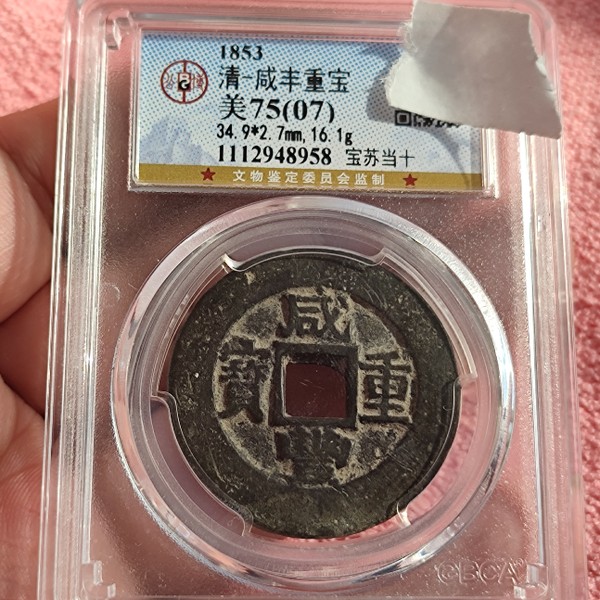 1853
清-咸丰重宝
美75(07)
34.9*2.7mm,16.1g
1112948958 宝苏当十
★ 文物鉴定委员会监制 ★
咸
寶 重
豐
GBCA